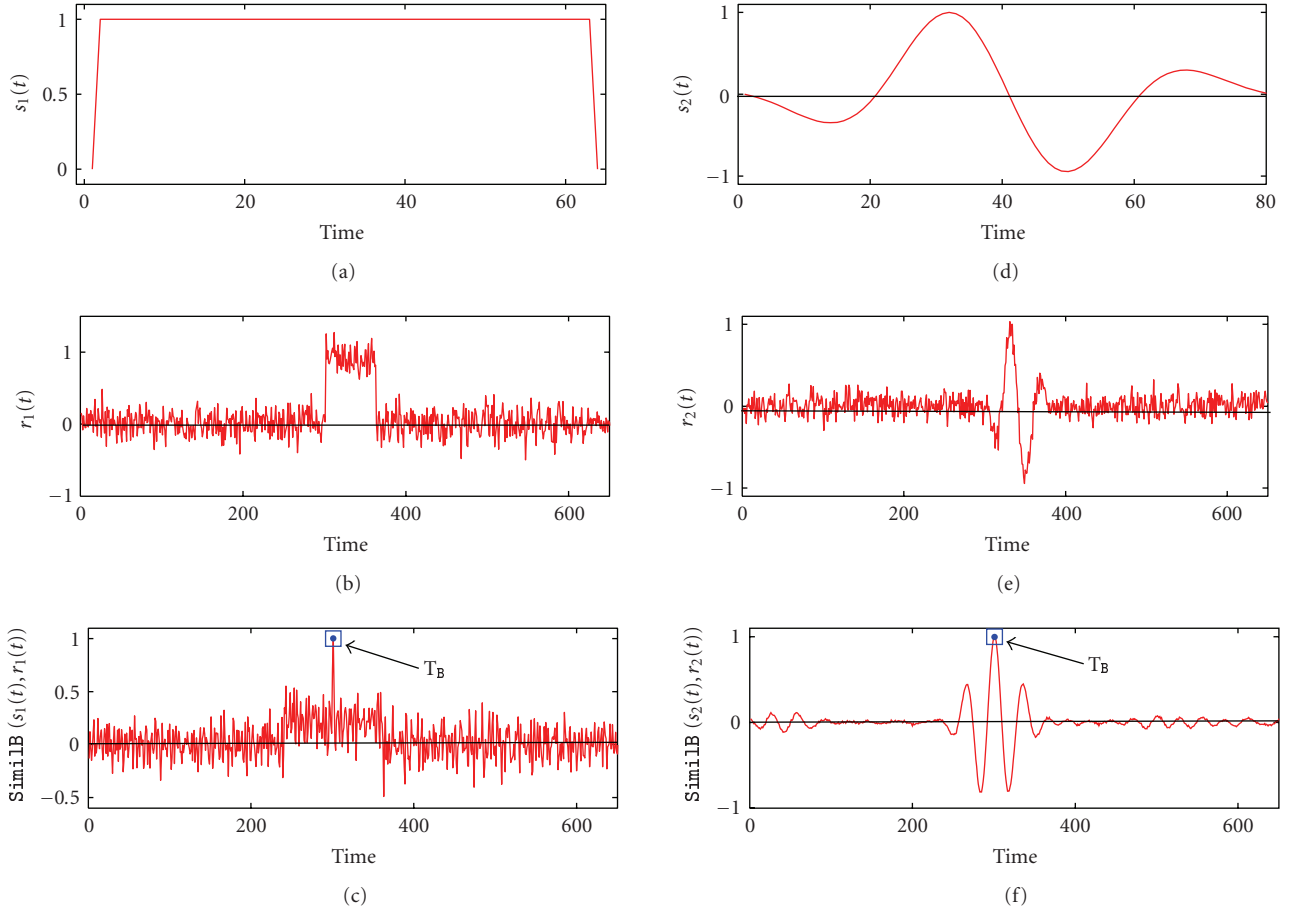 1
0.5
0
s₁(t)
0 20 40 60
Time
(a)
1
0
−1
s₂(t)
0 20 40 60 80
Time
(d)
1
0
−1
r₁(t)
0 200 400 600
Time
(b)
1
0
−1
r₂(t)
0 200 400 600
Time
(e)
1
0.5
0
−0.5
SimilB (s₁(t), r₁(t))
T_B
0 200 400 600
Time
(c)
1
0
−1
SimilB (s₂(t), r₂(t))
T_B
0 200 400 600
Time
(f)